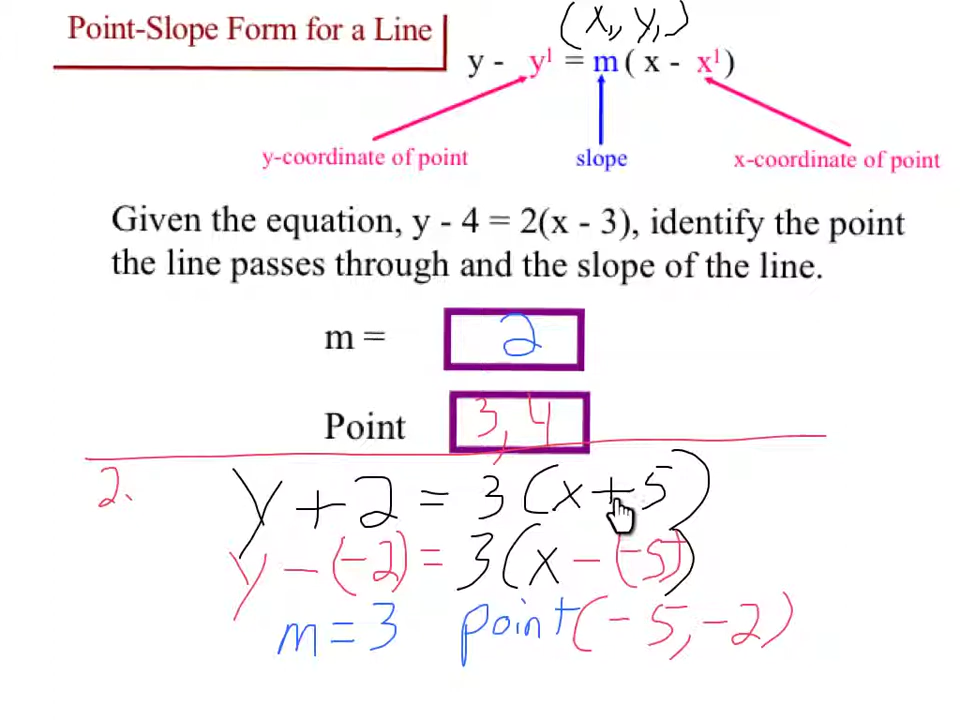 (x₁, y₁)
Point-Slope Form for a Line
y - y¹ = m( x - x¹)
y-coordinate of point slope x-coordinate of point
Given the equation, y - 4 = 2(x - 3), identify the point
the line passes through and the slope of the line.
m = 2
Point 3, 4
2. y + 2 = 3(x + 5)
y - (-2) = 3(x - (-5))
m = 3 point (-5, -2)